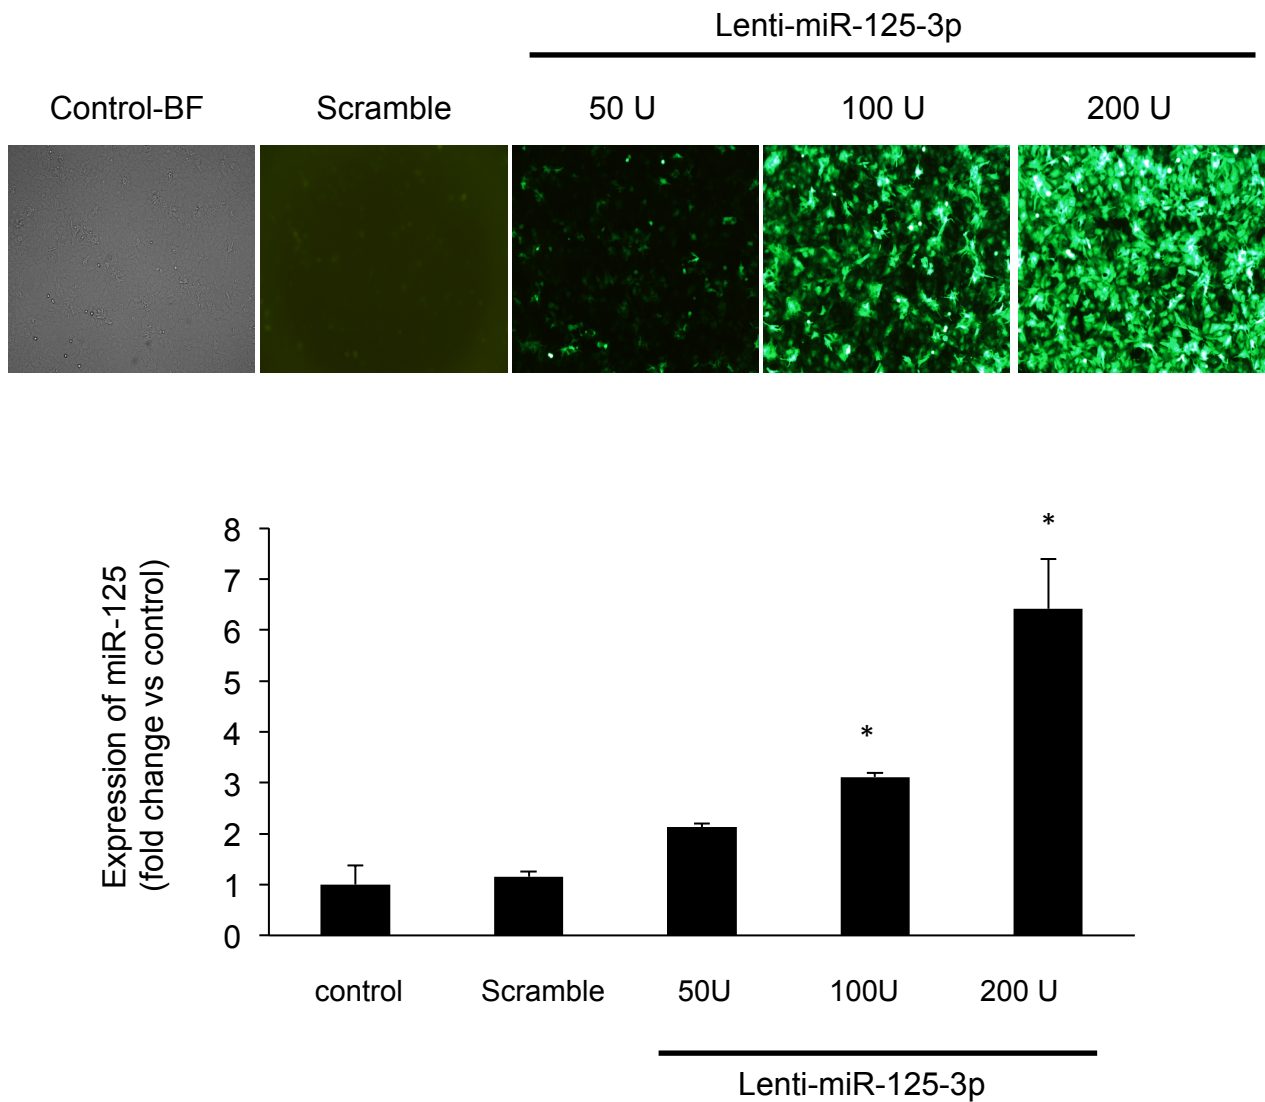 Lenti-miR-125-3p
Control-BF
Scramble
50 U
100 U
200 U
Expression of miR-125
(fold change vs control)
8
7
6
5
4
3
2
1
0
*
*
control
Scramble
50U
100U
200 U
Lenti-miR-125-3p